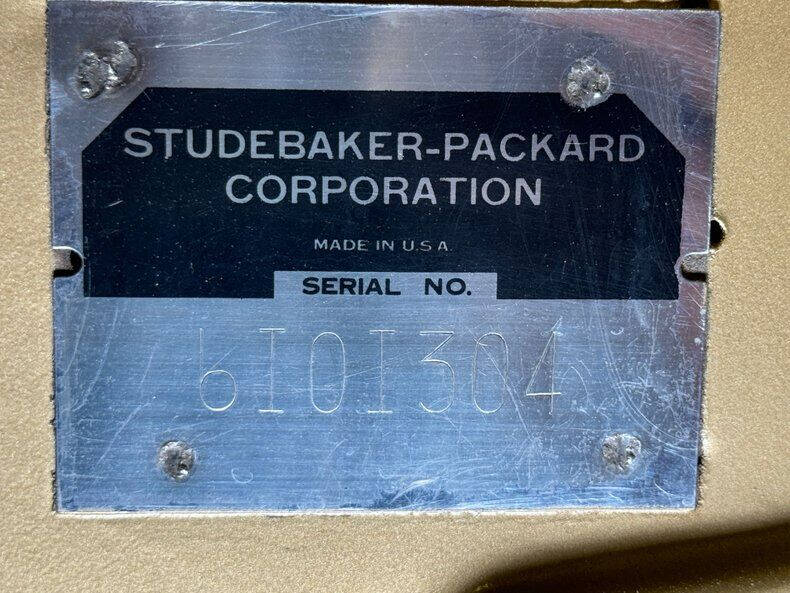 STUDEBAKER-PACKARD
CORPORATION
MADE IN U.S.A.
SERIAL NO.
6101304